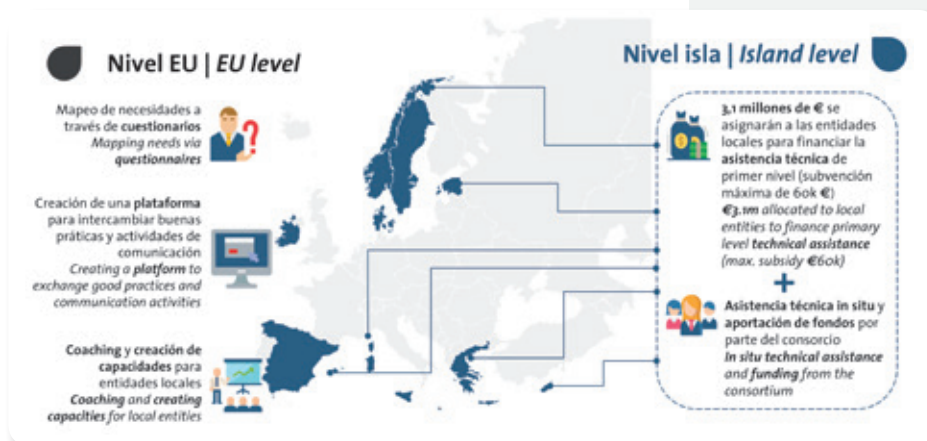 Nivel EU | EU level
Mapeo de necesidades a
través de cuestionarios
Mapping needs via
questionnaires
Creación de una plataforma
para intercambiar buenas
práticas y actividades de
comunicación
Creating a platform to
exchange good practices and
communication activities
Coaching y creación de
capacidades para
entidades locales
Coaching and creating
capacities for local entities
Nivel isla | Island level
3,1 millones de € se
asignarán a las entidades
locales para financiar la
asistencia técnica de
primer nivel (subvención
máxima de 60k €)
€3.1m allocated to local
entities to finance primary
level technical assistance
(max. subsidy €60k)
+
Asistencia técnica in situ y
aportación de fondos por
parte del consorcio
In situ technical assistance
and funding from the
consortium